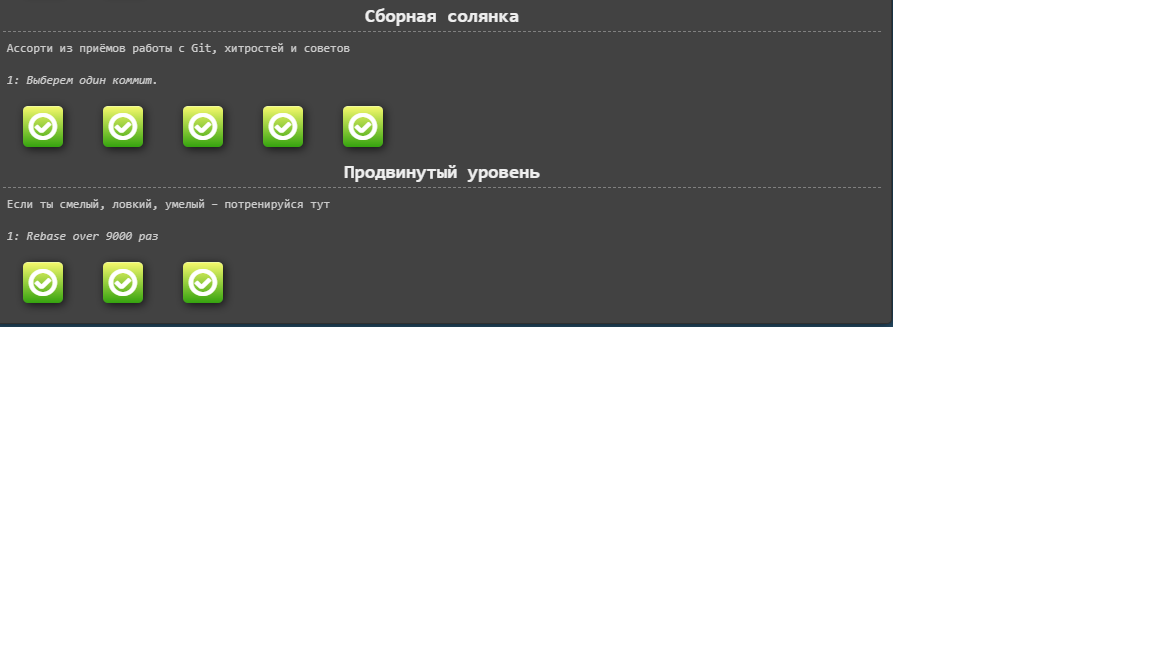 Сборная солянка
Ассорти из приёмов работы с Git, хитростей и советов
1: Выберем один коммит.
Продвинутый уровень
Если ты смелый, ловкий, умелый – потренируйся тут
1: Rebase over 9000 раз